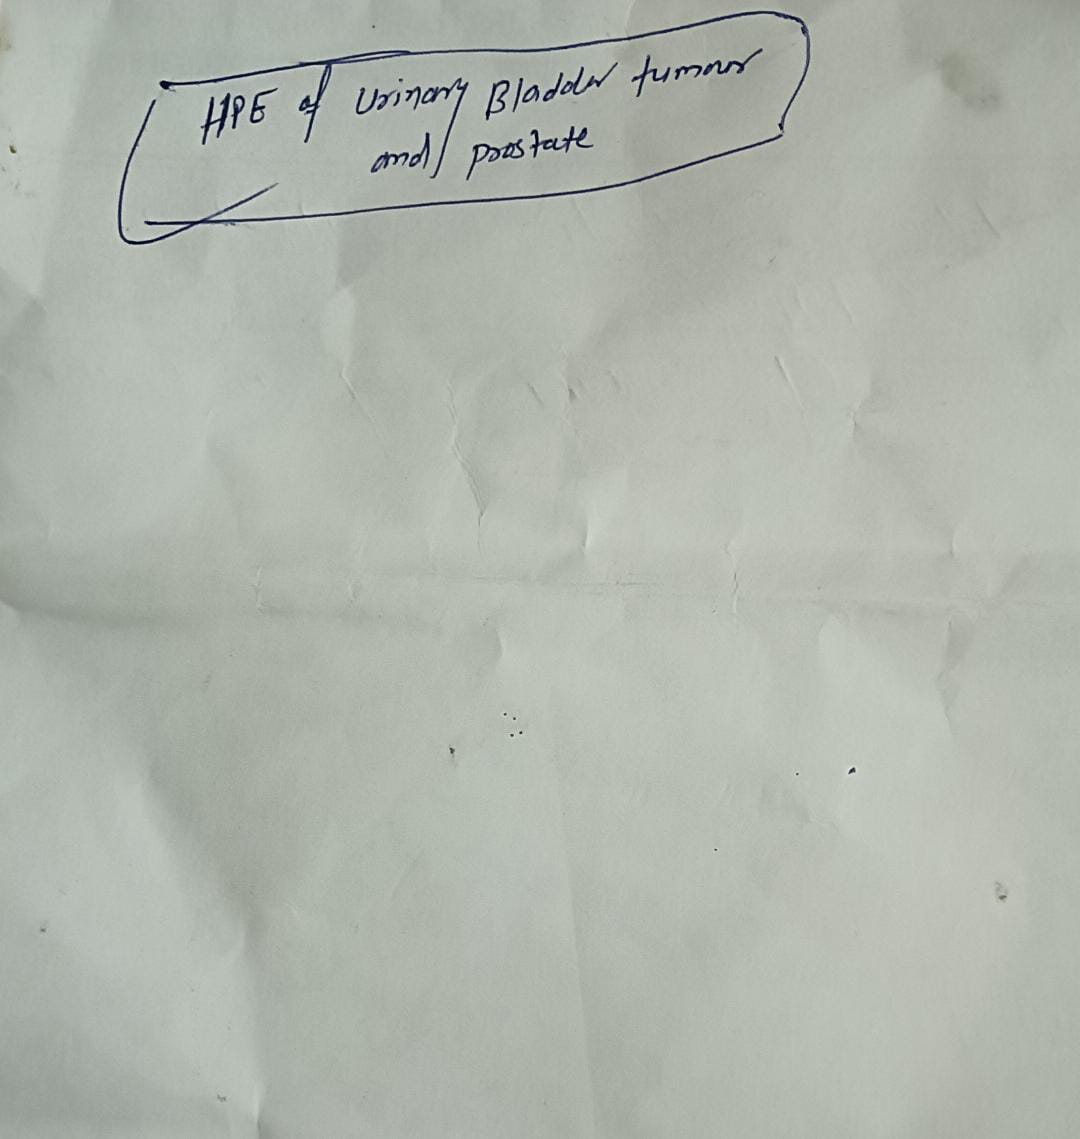 HPE of Urinary Bladder tumour
and prostate